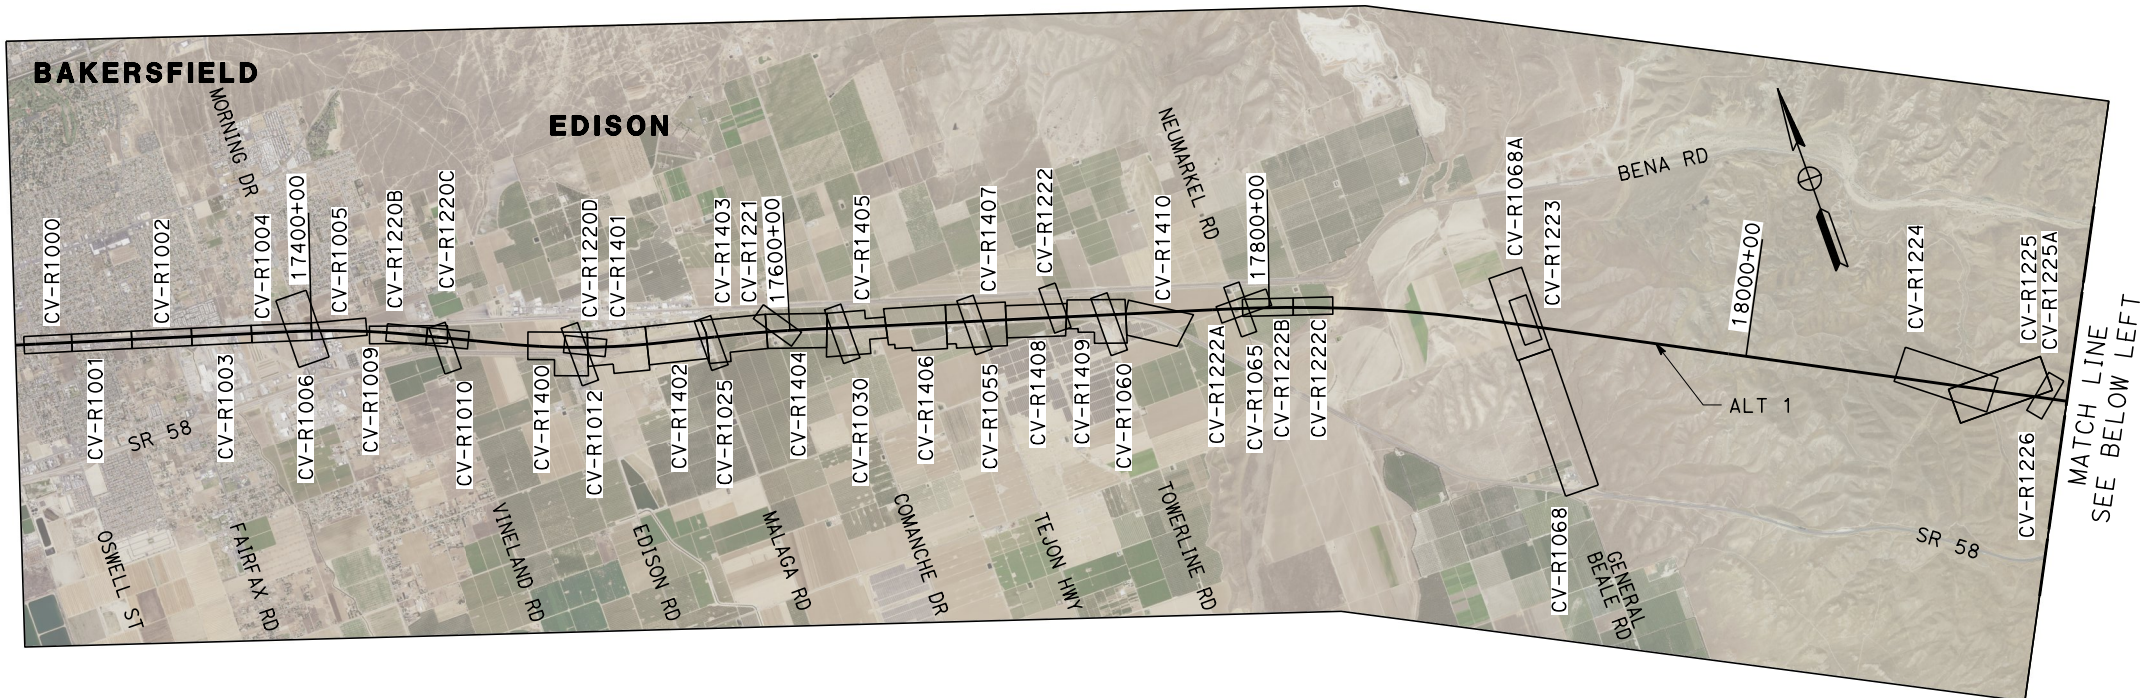 BAKERSFIELD
EDISON
MORNING DR
NEUMARKEL RD
BENA RD
CV-R1000
CV-R1002
CV-R1004
17400+00
CV-R1005
CV-R1220B
CV-R1220C
CV-R1220D
CV-R1401
CV-R1403
CV-R1221
17600+00
CV-R1405
CV-R1407
CV-R1222
CV-R1410
17800+00
CV-R1068A
CV-R1223
18000+00
CV-R1224
CV-R1225
CV-R1225A
CV-R1001
CV-R1003
CV-R1006
CV-R1009
CV-R1010
CV-R1400
CV-R1012
CV-R1402
CV-R1025
CV-R1404
CV-R1030
CV-R1406
CV-R1055
CV-R1408
CV-R1409
CV-R1060
CV-R1222A
CV-R1065
CV-R1222B
CV-R1222C
CV-R1068
ALT 1
CV-R1226
MATCH LINE
SEE BELOW LEFT
SR 58
SR 58
OSWELL ST
FAIRFAX RD
VINELAND RD
EDISON RD
MALAGA RD
COMANCHE DR
TEJON HWY
TOWERLINE RD
GENERAL
BEALE RD